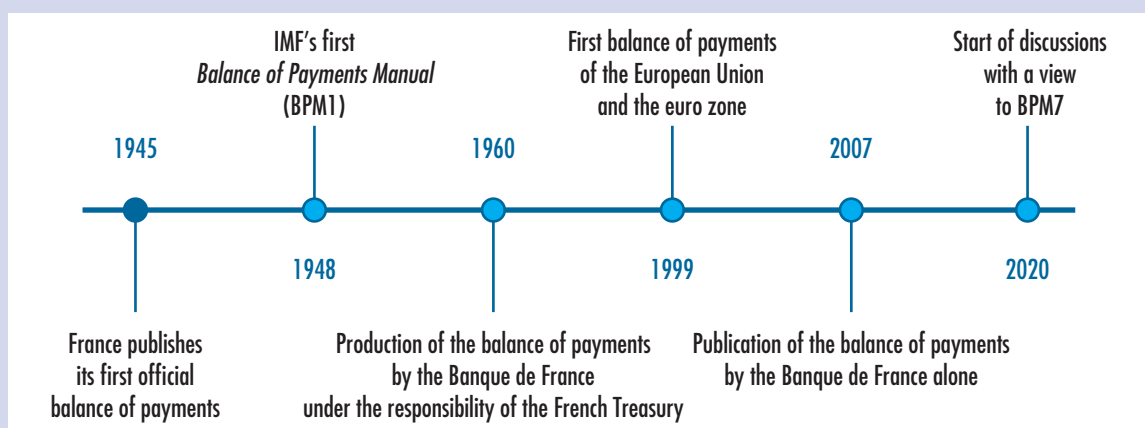 IMF's first
Balance of Payments Manual
(BPM1)
First balance of payments
of the European Union
and the euro zone
Start of discussions
with a view
to BPM7
1945
1960
2007
1948
1999
2020
France publishes
its first official
balance of payments
Production of the balance of payments
by the Banque de France
under the responsibility of the French Treasury
Publication of the balance of payments
by the Banque de France alone